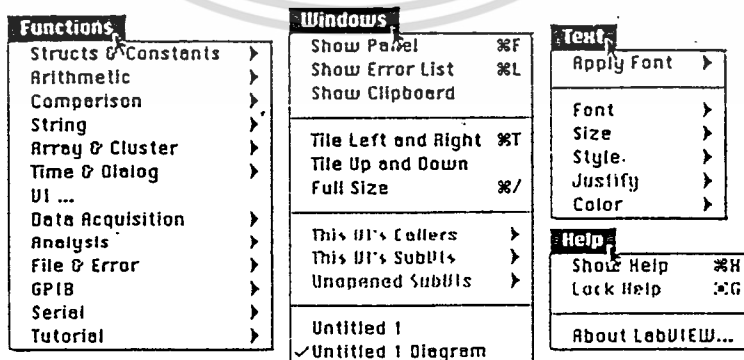 Functions
Structs & Constants
Arithmetic
Comparison
String
Array & Cluster
Time & Dialog
VI ...
Data Acquisition
Analysis
File & Error
GPIB
Serial
Tutorial
Windows
Show Panel ⌘F
Show Error List ⌘L
Show Clipboard
Tile Left and Right ⌘T
Tile Up and Down
Full Size ⌘/
This VI's Callers
This VI's SubVIs
Unopened SubVIs
Untitled 1
✓Untitled 1 Diagram
Text
Apply Font
Font
Size
Style
Justify
Color
Help
Show Help ⌘H
Lock Help ⌘G
About LabVIEW...